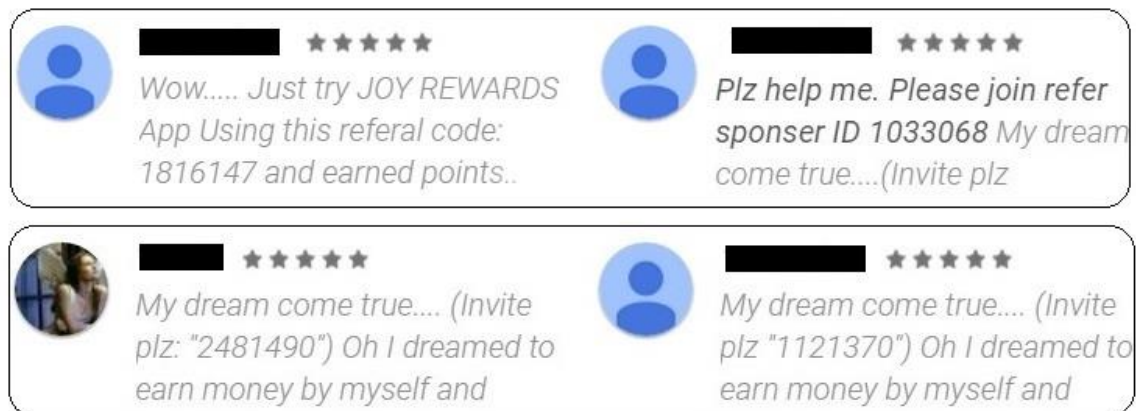 Wow..... Just try JOY REWARDS
App Using this referal code:
1816147 and earned points..
Plz help me. Please join refer
sponser ID 1033068 My dream
come true....(Invite plz
My dream come true.... (Invite
plz: "2481490") Oh I dreamed to
earn money by myself and
My dream come true.... (Invite
plz "1121370") Oh I dreamed to
earn money by myself and